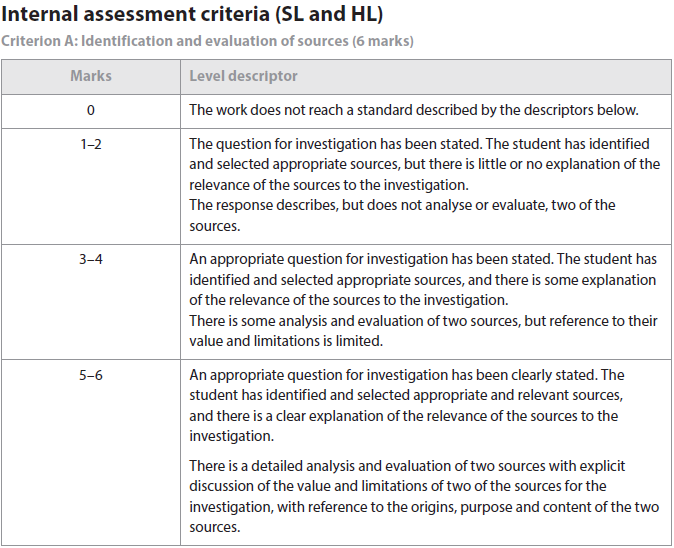 Internal assessment criteria (SL and HL)
Criterion A: Identification and evaluation of sources (6 marks)
Marks
Level descriptor
0
The work does not reach a standard described by the descriptors below.
1–2
The question for investigation has been stated. The student has identified
and selected appropriate sources, but there is little or no explanation of the
relevance of the sources to the investigation.
The response describes, but does not analyse or evaluate, two of the
sources.
3–4
An appropriate question for investigation has been stated. The student has
identified and selected appropriate sources, and there is some explanation
of the relevance of the sources to the investigation.
There is some analysis and evaluation of two sources, but reference to their
value and limitations is limited.
5–6
An appropriate question for investigation has been clearly stated. The
student has identified and selected appropriate and relevant sources,
and there is a clear explanation of the relevance of the sources to the
investigation.
There is a detailed analysis and evaluation of two sources with explicit
discussion of the value and limitations of two of the sources for the
investigation, with reference to the origins, purpose and content of the two
sources.